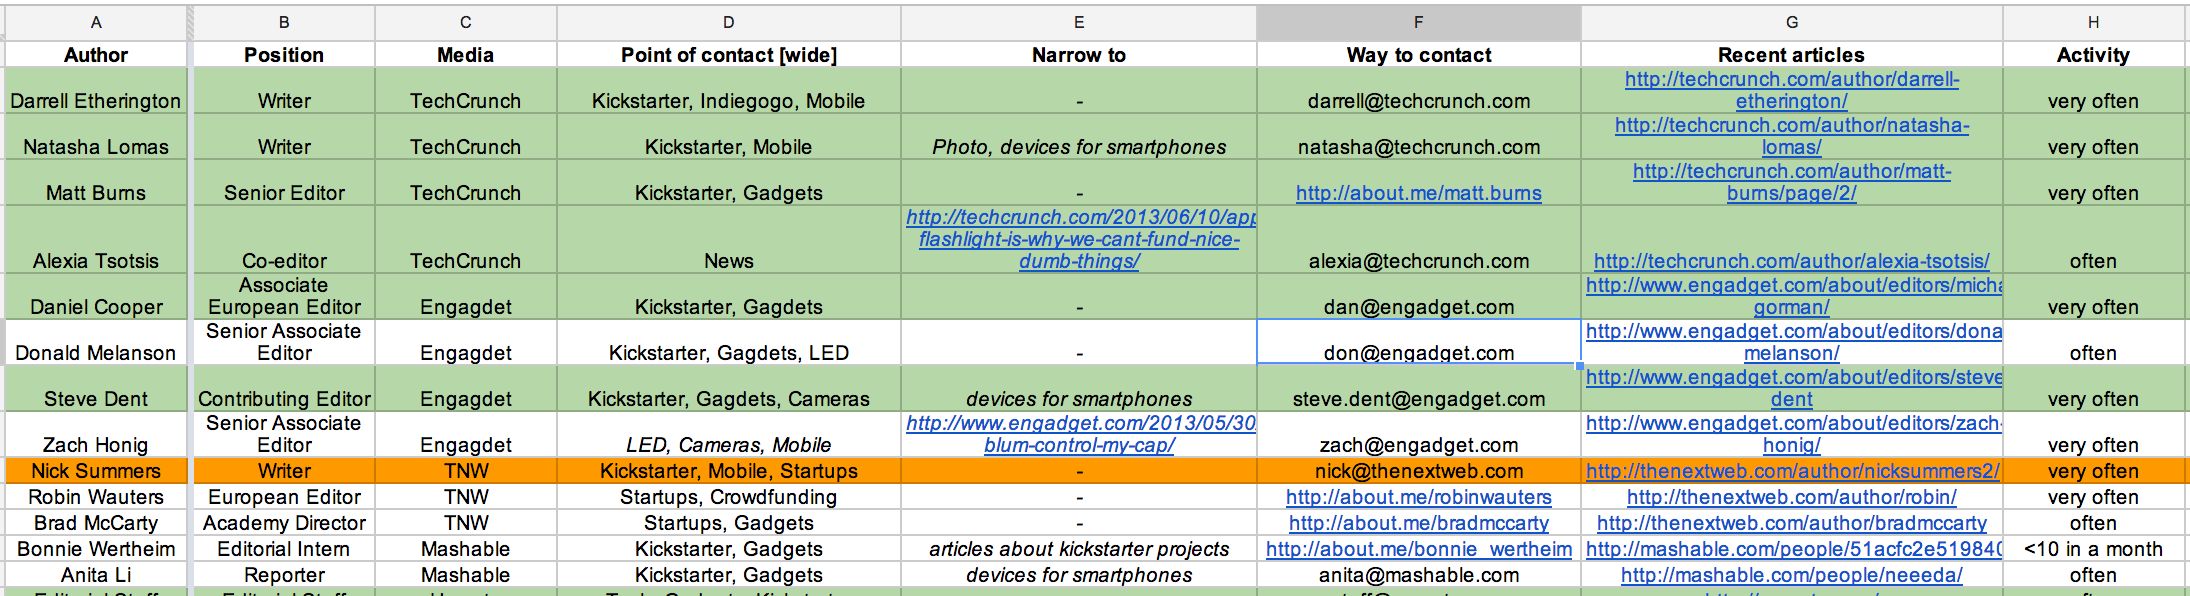 A B C D E F G H
Author Position Media Point of contact [wide] Narrow to Way to contact Recent articles Activity
http://techcrunch.com/author/darrell-
Darrell Etherington Writer TechCrunch Kickstarter, Indiegogo, Mobile - darrell@techcrunch.com etherington/ very often
http://techcrunch.com/author/natasha-
Natasha Lomas Writer TechCrunch Kickstarter, Mobile Photo, devices for smartphones natasha@techcrunch.com lomas/ very often
http://techcrunch.com/author/matt-
Matt Burns Senior Editor TechCrunch Kickstarter, Gadgets - http://about.me/matt.burns burns/page/2/ very often
http://techcrunch.com/2013/06/10/app
flashlight-is-why-we-cant-fund-nice-
Alexia Tsotsis Co-editor TechCrunch News dumb-things/ alexia@techcrunch.com http://techcrunch.com/author/alexia-tsotsis/ often
Associate http://www.engadget.com/about/editors/micha
Daniel Cooper European Editor Engagdet Kickstarter, Gagdets - dan@engadget.com gorman/ very often
Senior Associate http://www.engadget.com/about/editors/dona
Donald Melanson Editor Engagdet Kickstarter, Gagdets, LED - don@engadget.com melanson/ often
http://www.engadget.com/about/editors/steve
Steve Dent Contributing Editor Engagdet Kickstarter, Gagdets, Cameras devices for smartphones steve.dent@engadget.com dent very often
Senior Associate http://www.engadget.com/2013/05/30 http://www.engadget.com/about/editors/zach-
Zach Honig Editor Engagdet LED, Cameras, Mobile blum-control-my-cap/ zach@engadget.com honig/ very often
Nick Summers Writer TNW Kickstarter, Mobile, Startups - nick@thenextweb.com http://thenextweb.com/author/nicksummers2/ very often
Robin Wauters European Editor TNW Startups, Crowdfunding - http://about.me/robinwauters http://thenextweb.com/author/robin/ very often
Brad McCarty Academy Director TNW Startups, Gadgets - http://about.me/bradmccarty http://thenextweb.com/author/bradmccarty often
Bonnie Wertheim Editorial Intern Mashable Kickstarter, Gadgets articles about kickstarter projects http://about.me/bonnie_wertheim http://mashable.com/people/51acfc2e519840 <10 in a month
Anita Li Reporter Mashable Kickstarter, Gadgets devices for smartphones anita@mashable.com http://mashable.com/people/neeeda/ often